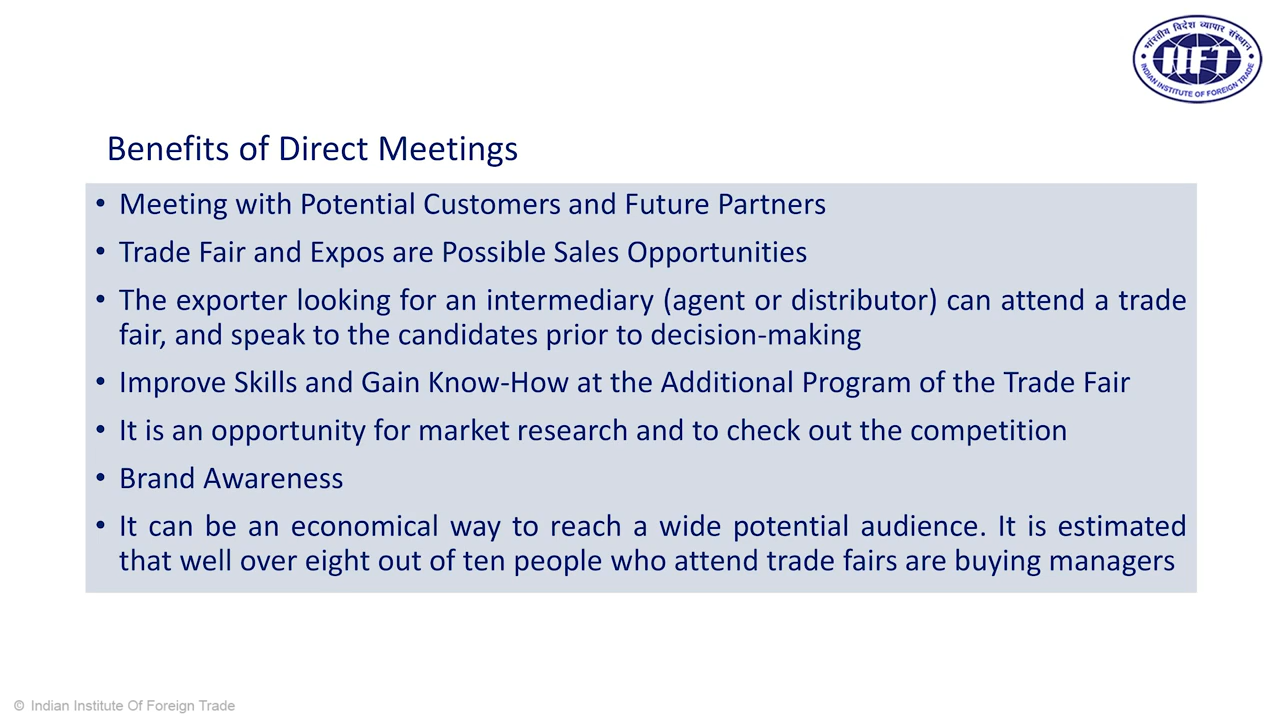 भारतीय विदेश व्यापार संस्थान
IIFT
INDIAN INSTITUTE OF FOREIGN TRADE
Benefits of Direct Meetings
• Meeting with Potential Customers and Future Partners
• Trade Fair and Expos are Possible Sales Opportunities
• The exporter looking for an intermediary (agent or distributor) can attend a trade
fair, and speak to the candidates prior to decision-making
• Improve Skills and Gain Know-How at the Additional Program of the Trade Fair
• It is an opportunity for market research and to check out the competition
• Brand Awareness
• It can be an economical way to reach a wide potential audience. It is estimated
that well over eight out of ten people who attend trade fairs are buying managers
© Indian Institute Of Foreign Trade